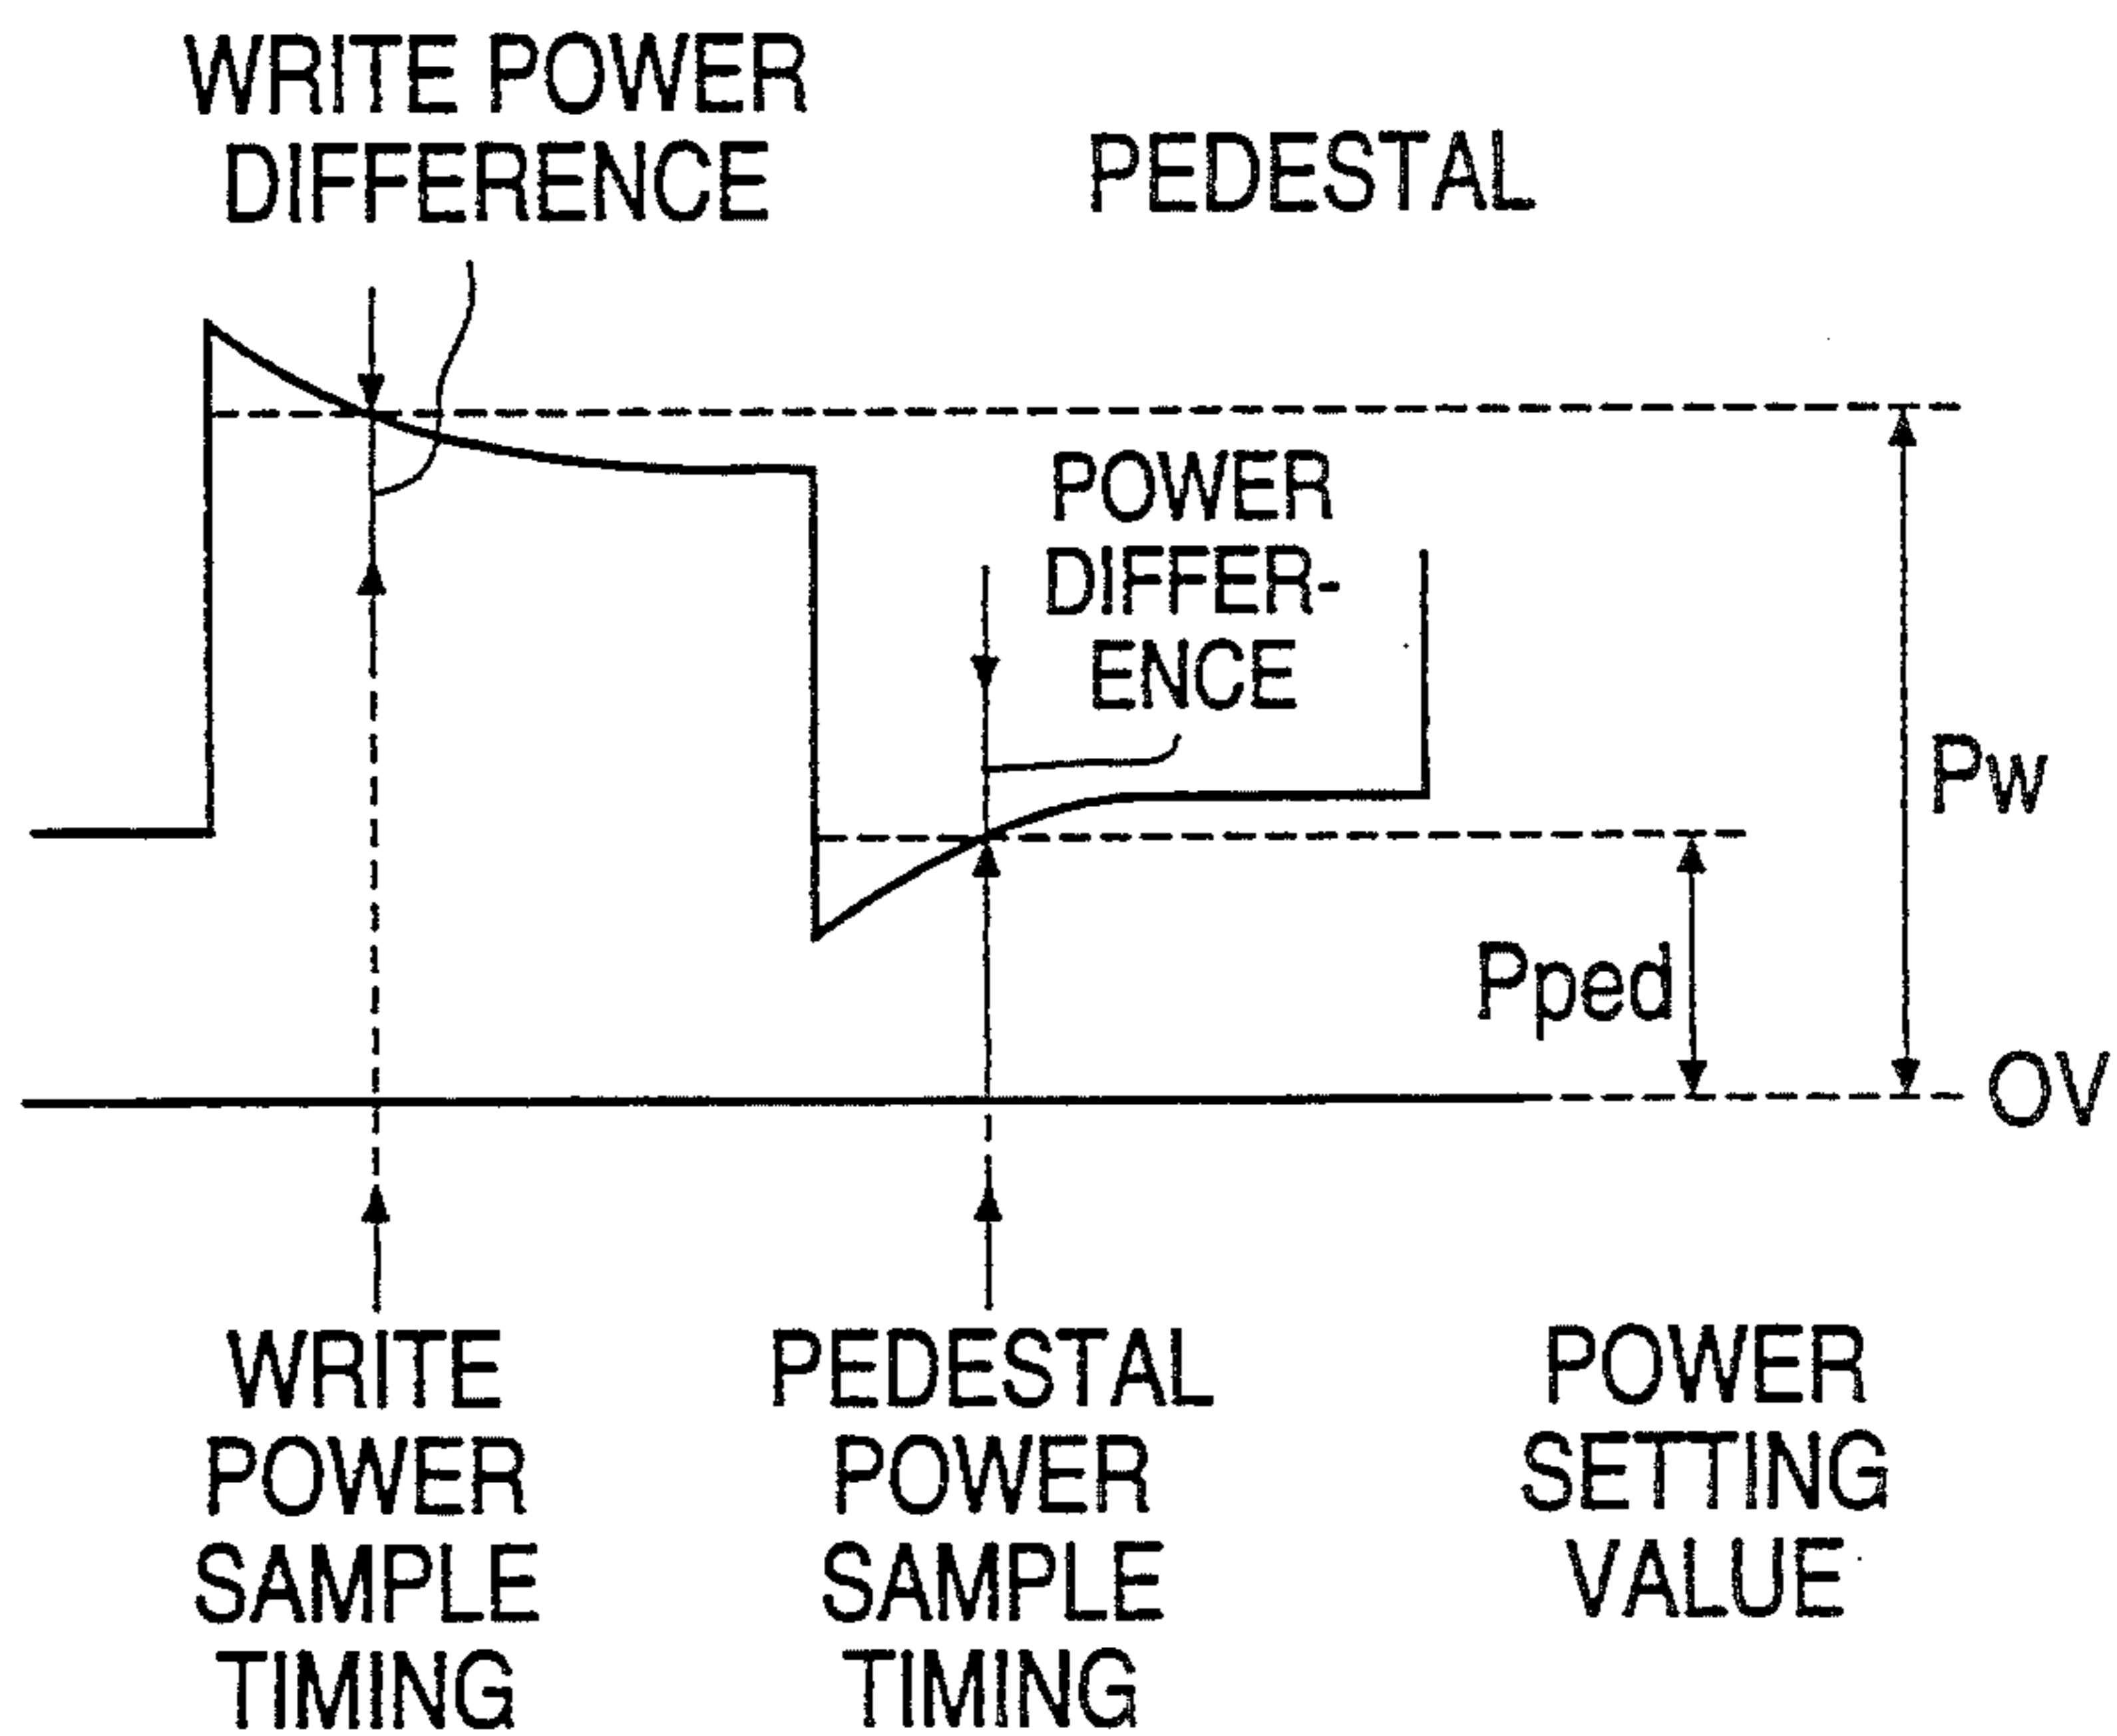 WRITE POWER
DIFFERENCE
PEDESTAL
POWER
DIFFER-
ENCE
Pw
Pped
OV
WRITE
POWER
SAMPLE
TIMING
PEDESTAL
POWER
SAMPLE
TIMING
POWER
SETTING
VALUE